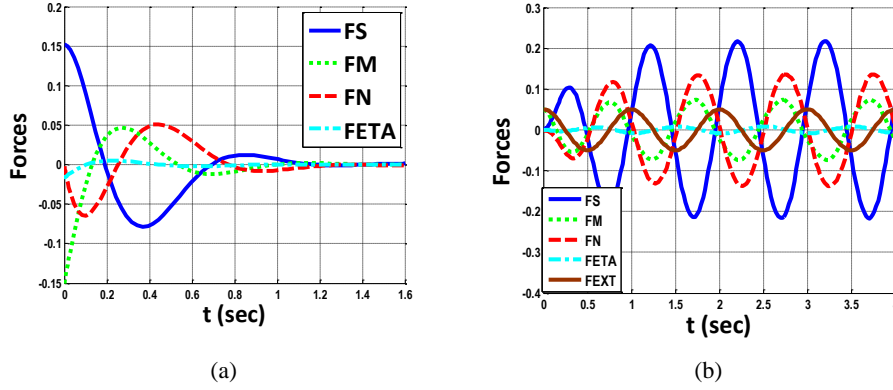 0.2
0.15
0.1
0.05
0
-0.05
-0.1
0.15
Forces
0 0.2 0.4 0.6 0.8 1 1.2 1.4 1.6
t (sec)
FS
FM
FN
FETA
(a)
0.3
0.2
0.1
0
-0.1
-0.2
-0.3
-0.4
Forces
0 0.5 1 1.5 2 2.5 3 3.5
t (sec)
FS
FM
FN
FETA
FEXT
(b)